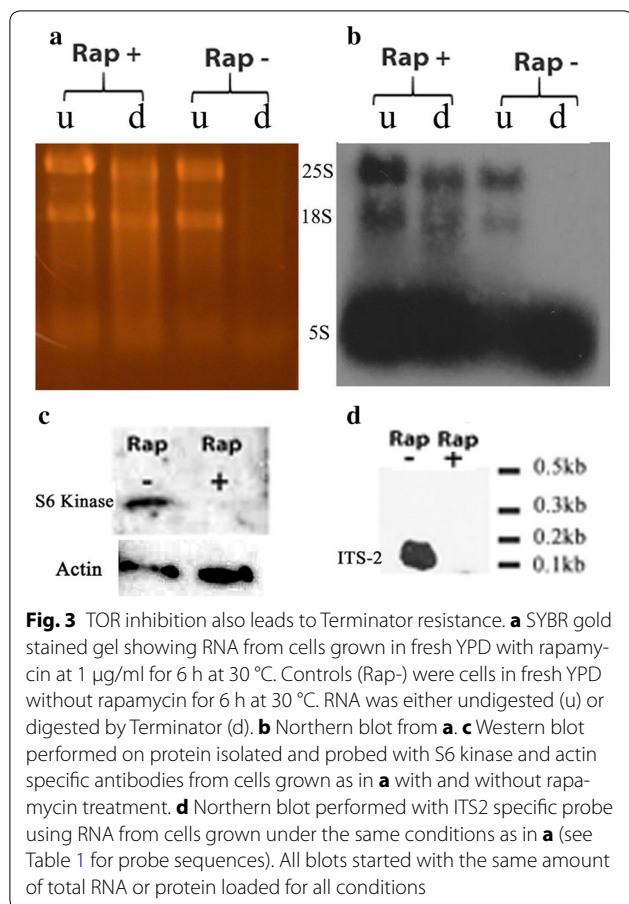 a
b
Rap +
Rap -
Rap +
Rap -
u
d
u
d
u
d
u
d
25S
18S
5S
c
d
Rap
Rap
-
+
S6 Kinase
Actin
Rap
Rap
-
+
0.5kb
0.3kb
0.2kb
0.1kb
ITS-2
Fig. 3 TOR inhibition also leads to Terminator resistance. a SYBR gold
stained gel showing RNA from cells grown in fresh YPD with rapamy-
cin at 1 µg/ml for 6 h at 30 °C. Controls (Rap-) were cells in fresh YPD
without rapamycin for 6 h at 30 °C. RNA was either undigested (u) or
digested by Terminator (d). b Northern blot from a. c Western blot
performed on protein isolated and probed with S6 kinase and actin
specific antibodies from cells grown as in a with and without rapa-
mycin treatment. d Northern blot performed with ITS2 specific probe
using RNA from cells grown under the same conditions as in a (see
Table 1 for probe sequences). All blots started with the same amount
of total RNA or protein loaded for all conditions